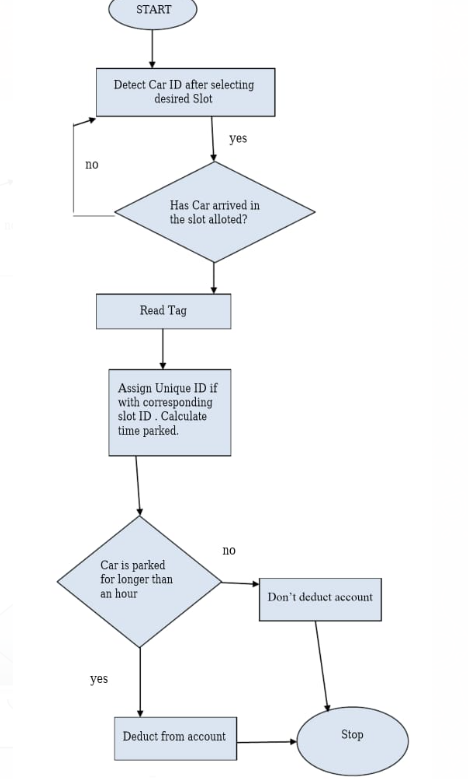 START
Detect Car ID after selecting
desired Slot
yes
no
Has Car arrived in
the slot alloted?
Read Tag
Assign Unique ID if
with corresponding
slot ID . Calculate
time parked.
no
Car is parked
for longer than
an hour
Don't deduct account
yes
Deduct from account
Stop